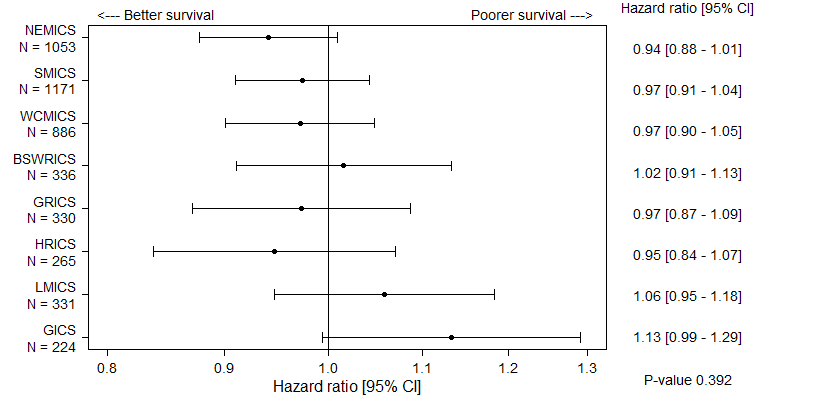 <--- Better survival
Poorer survival --->
Hazard ratio [95% CI]
NEMICS
N = 1053
0.94 [0.88 - 1.01]
SMICS
N = 1171
0.97 [0.91 - 1.04]
WCMICS
N = 886
0.97 [0.90 - 1.05]
BSWRICS
N = 336
1.02 [0.91 - 1.13]
GRICS
N = 330
0.97 [0.87 - 1.09]
HRICS
N = 265
0.95 [0.84 - 1.07]
LMICS
N = 331
1.06 [0.95 - 1.18]
GICS
N = 224
1.13 [0.99 - 1.29]
0.8 0.9 1.0 1.1 1.2 1.3
Hazard ratio [95% CI]
P-value 0.392